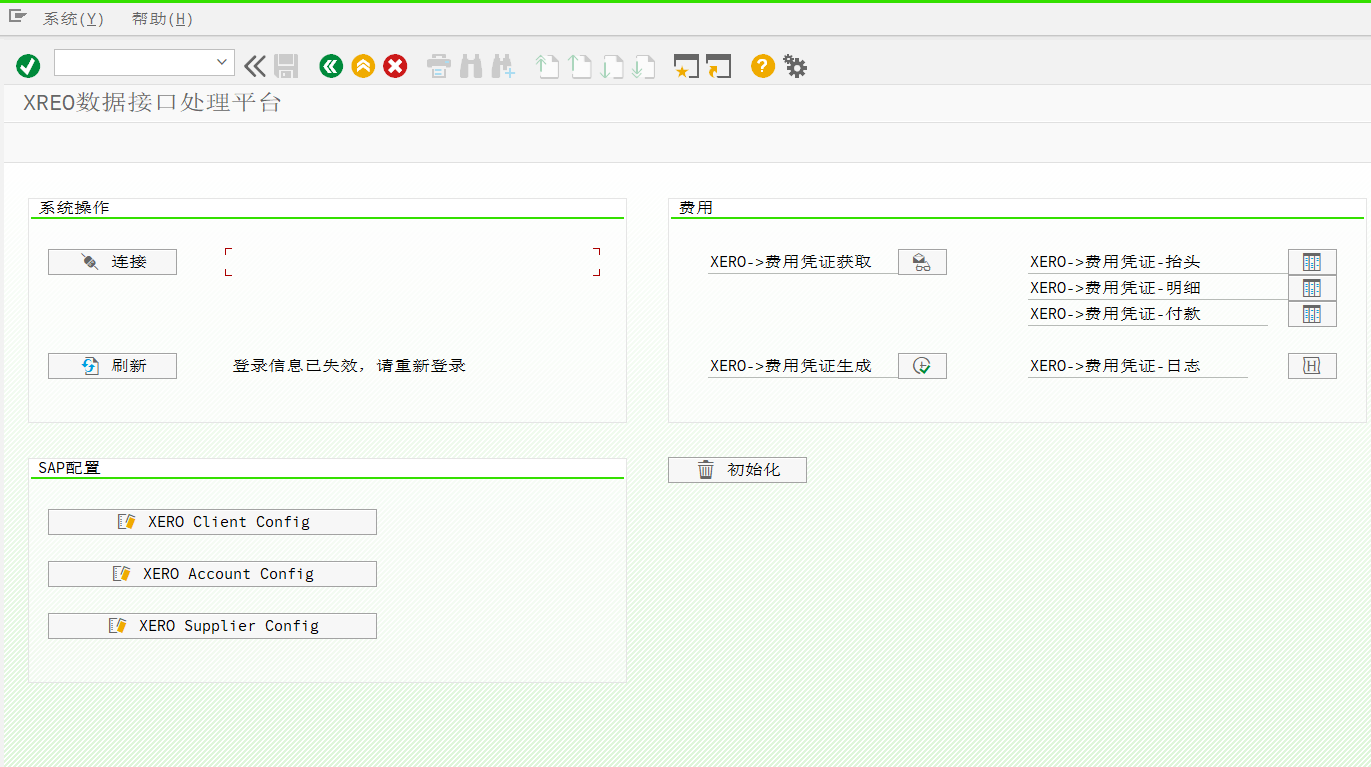 系统(Y) 帮助(H)
XREO数据接口处理平台
系统操作
连接
刷新 登录信息已失效，请重新登录
费用
XERO->费用凭证获取 XERO->费用凭证-抬头
XERO->费用凭证-明细
XERO->费用凭证-付款
XERO->费用凭证生成 XERO->费用凭证-日志
SAP配置
XERO Client Config
XERO Account Config
XERO Supplier Config
初始化